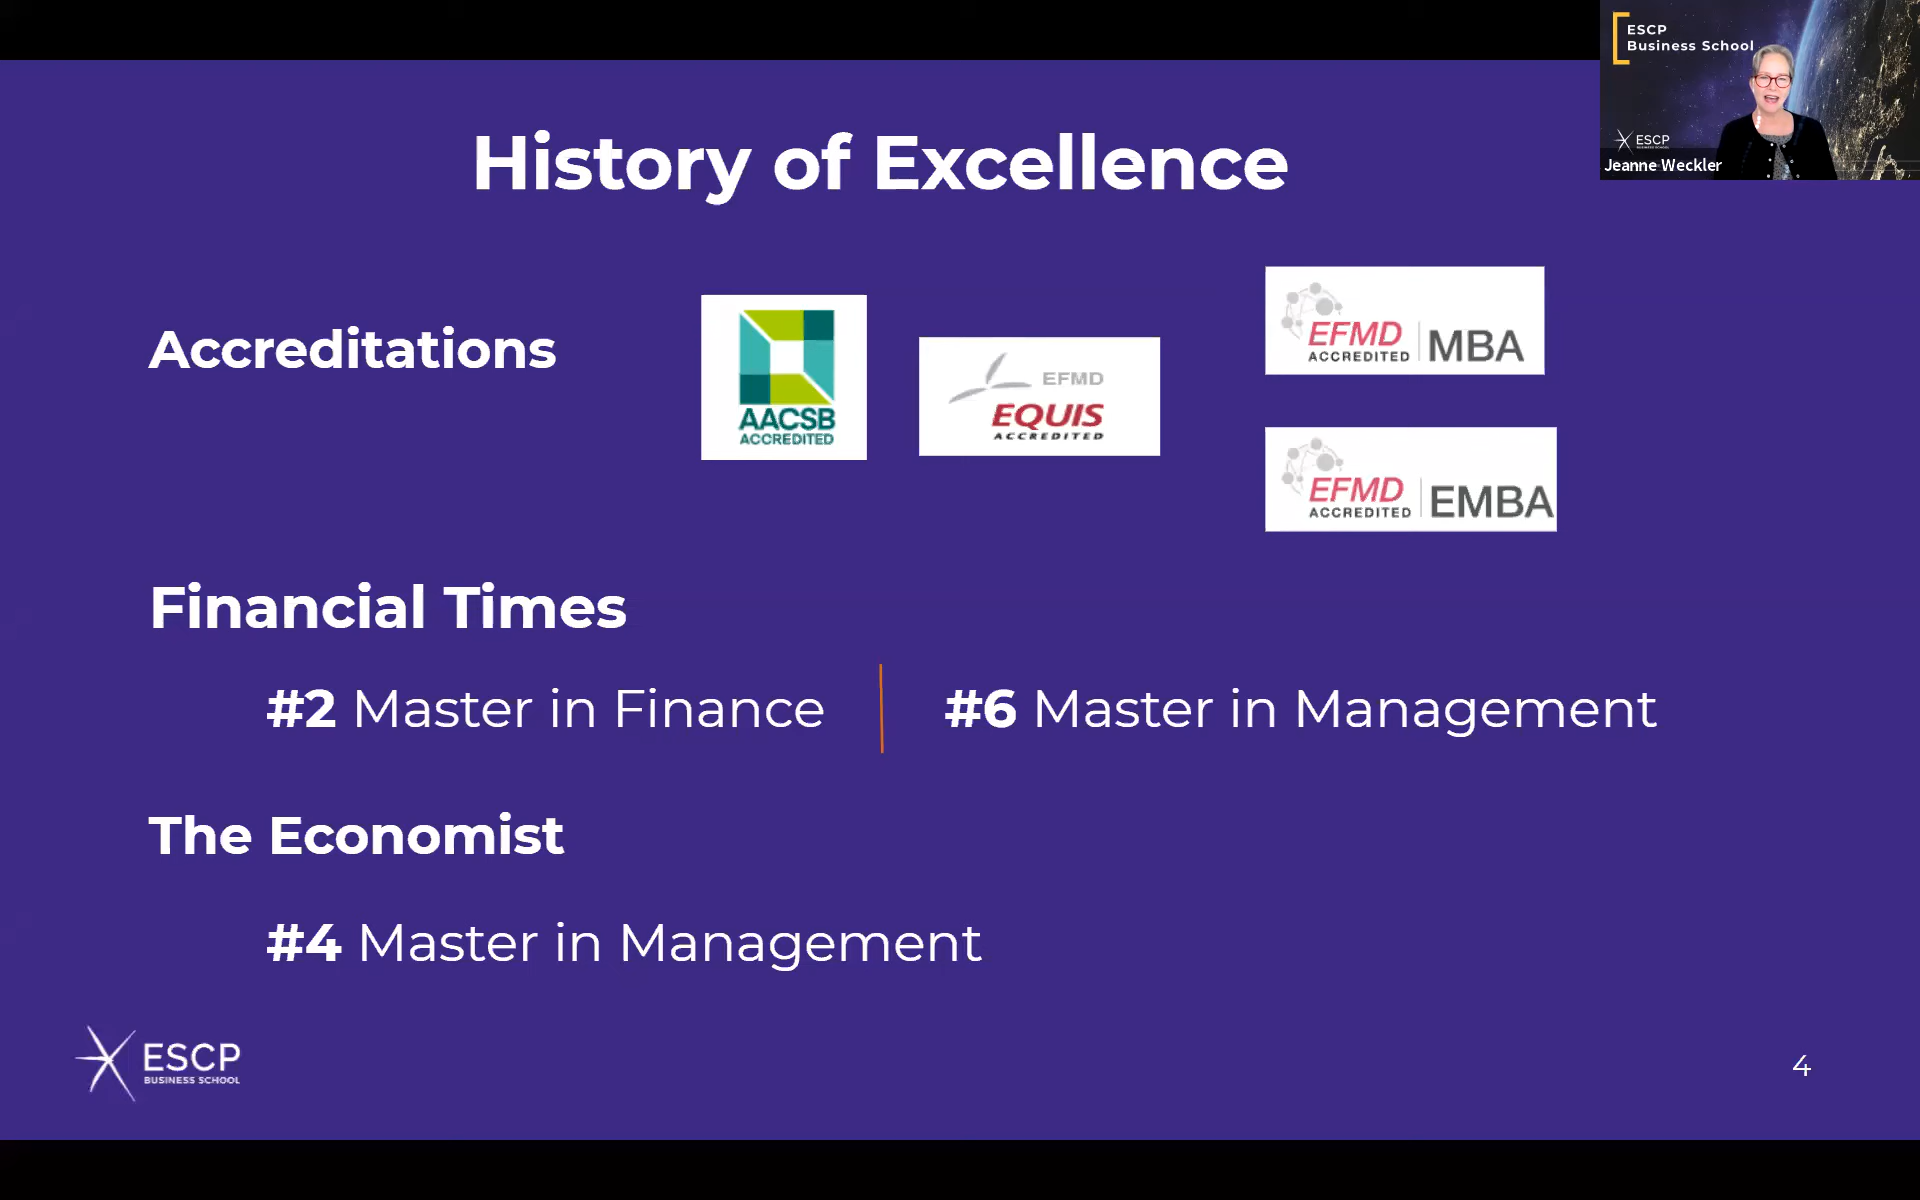 ESCP
Business School
ESCP
BUSINESS SCHOOL
Jeanne Weckler
History of Excellence
Accreditations
AACSB
ACCREDITED
EFMD
EQUIS
ACCREDITED
EFMD
ACCREDITED
MBA
EFMD
ACCREDITED
EMBA
Financial Times
#2 Master in Finance
#6 Master in Management
The Economist
#4 Master in Management
ESCP
BUSINESS SCHOOL
4